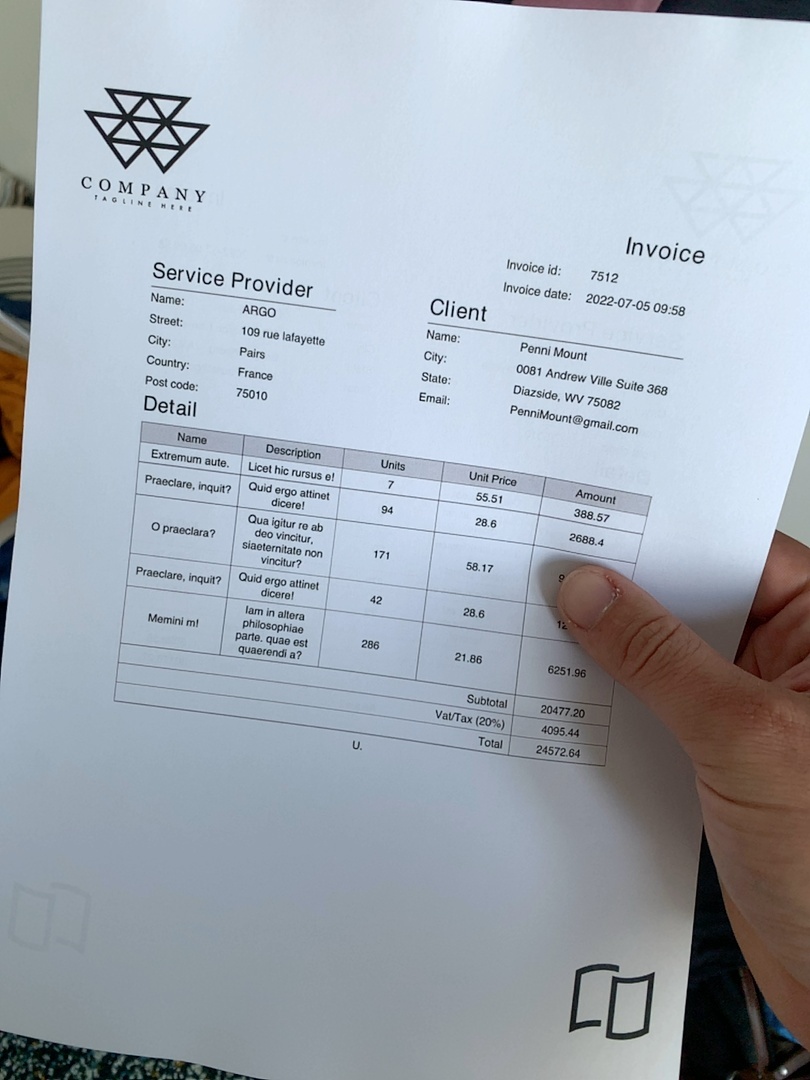 COMPANY
TAGLINE HERE
Invoice
Invoice id: 7512
Invoice date: 2022-07-05 09:58
Service Provider
Name: ARGO
Street: 109 rue lafayette
City: Pairs
Country: France
Post code: 75010
Client
Name: Penni Mount
City: 0081 Andrew Ville Suite 368
State: Diazside, WV 75082
Email: PenniMount@gmail.com
Detail
Name Description Units Unit Price Amount
Extremum aute. Licet hic rursus e! 7 55.51 388.57
Praeclare, inquit? Quid ergo attinet
dicere! 94 28.6 2688.4
O praeclara? Qua igitur re ab
deo vincitur,
siaeternitate non
vincitur? 171 58.17
Praeclare, inquit? Quid ergo attinet
dicere! 42 28.6
Memini m! Iam in altera
philosophiae
parte. quae est
quaerendi a? 286 21.86 6251.96
Subtotal 20477.20
Vat/Tax (20%) 4095.44
Total 24572.64
U.